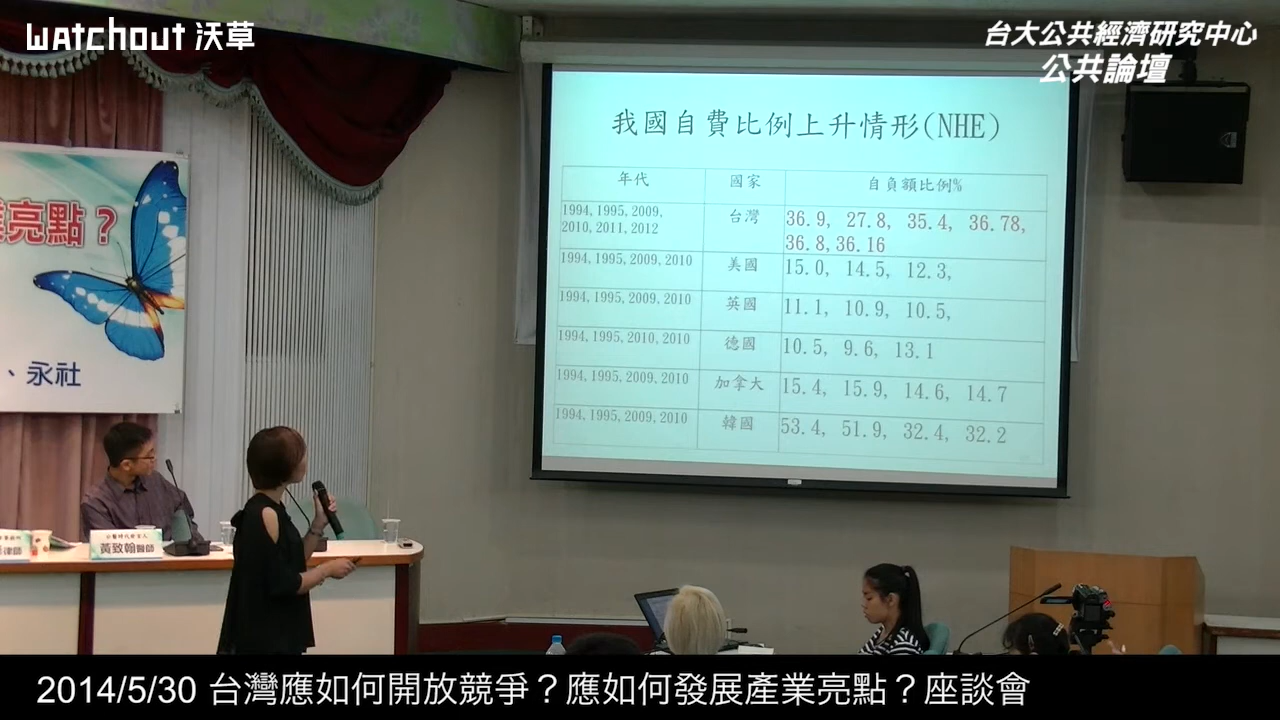 WATCHOUT 沃草
台大公共經濟研究中心
公共論壇
我國自費比例上升情形(NHE)
年代 國家 自負額比例%
1994, 1995, 2009, 2010, 2011, 2012 台灣 36.9, 27.8, 35.4, 36.78, 36.8, 36.16
1994, 1995, 2009, 2010 美國 15.0, 14.5, 12.3,
1994, 1995, 2009, 2010 英國 11.1, 10.9, 10.5,
1994, 1995, 2010, 2010 德國 10.5, 9.6, 13.1
1994, 1995, 2009, 2010 加拿大 15.4, 15.9, 14.6, 14.7
1994, 1995, 2009, 2010 韓國 53.4, 51.9, 32.4, 32.2
亮點？
、永社
律師
黃致翰醫師
2014/5/30 台灣應如何開放競爭？應如何發展產業亮點？座談會